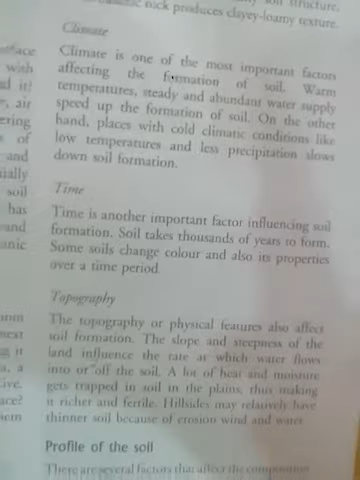 rock produces clayey-loamy texture.
Climate
Climate is one of the most important factors
affecting the formation of soil. Warm
temperatures, steady and abundant water supply
speed up the formation of soil. On the other
hand, places with cold climatic conditions like
low temperatures and less precipitation slows
down soil formation.
Time
Time is another important factor influencing soil
formation. Soil takes thousands of years to form.
Some soils change colour and also its properties
over a time period.
Topography
The topography or physical features also affect
soil formation. The slope and steepness of the
land influence the rate at which water flows
into or off the soil. A lot of heat and moisture
gets trapped in soil in the plains, thus making
it richer and fertile. Hillsides may relatively have
thinner soil because of erosion wind and water.
Profile of the soil
There are several factors that affect the composition
with
air
of
and
soil
has
and